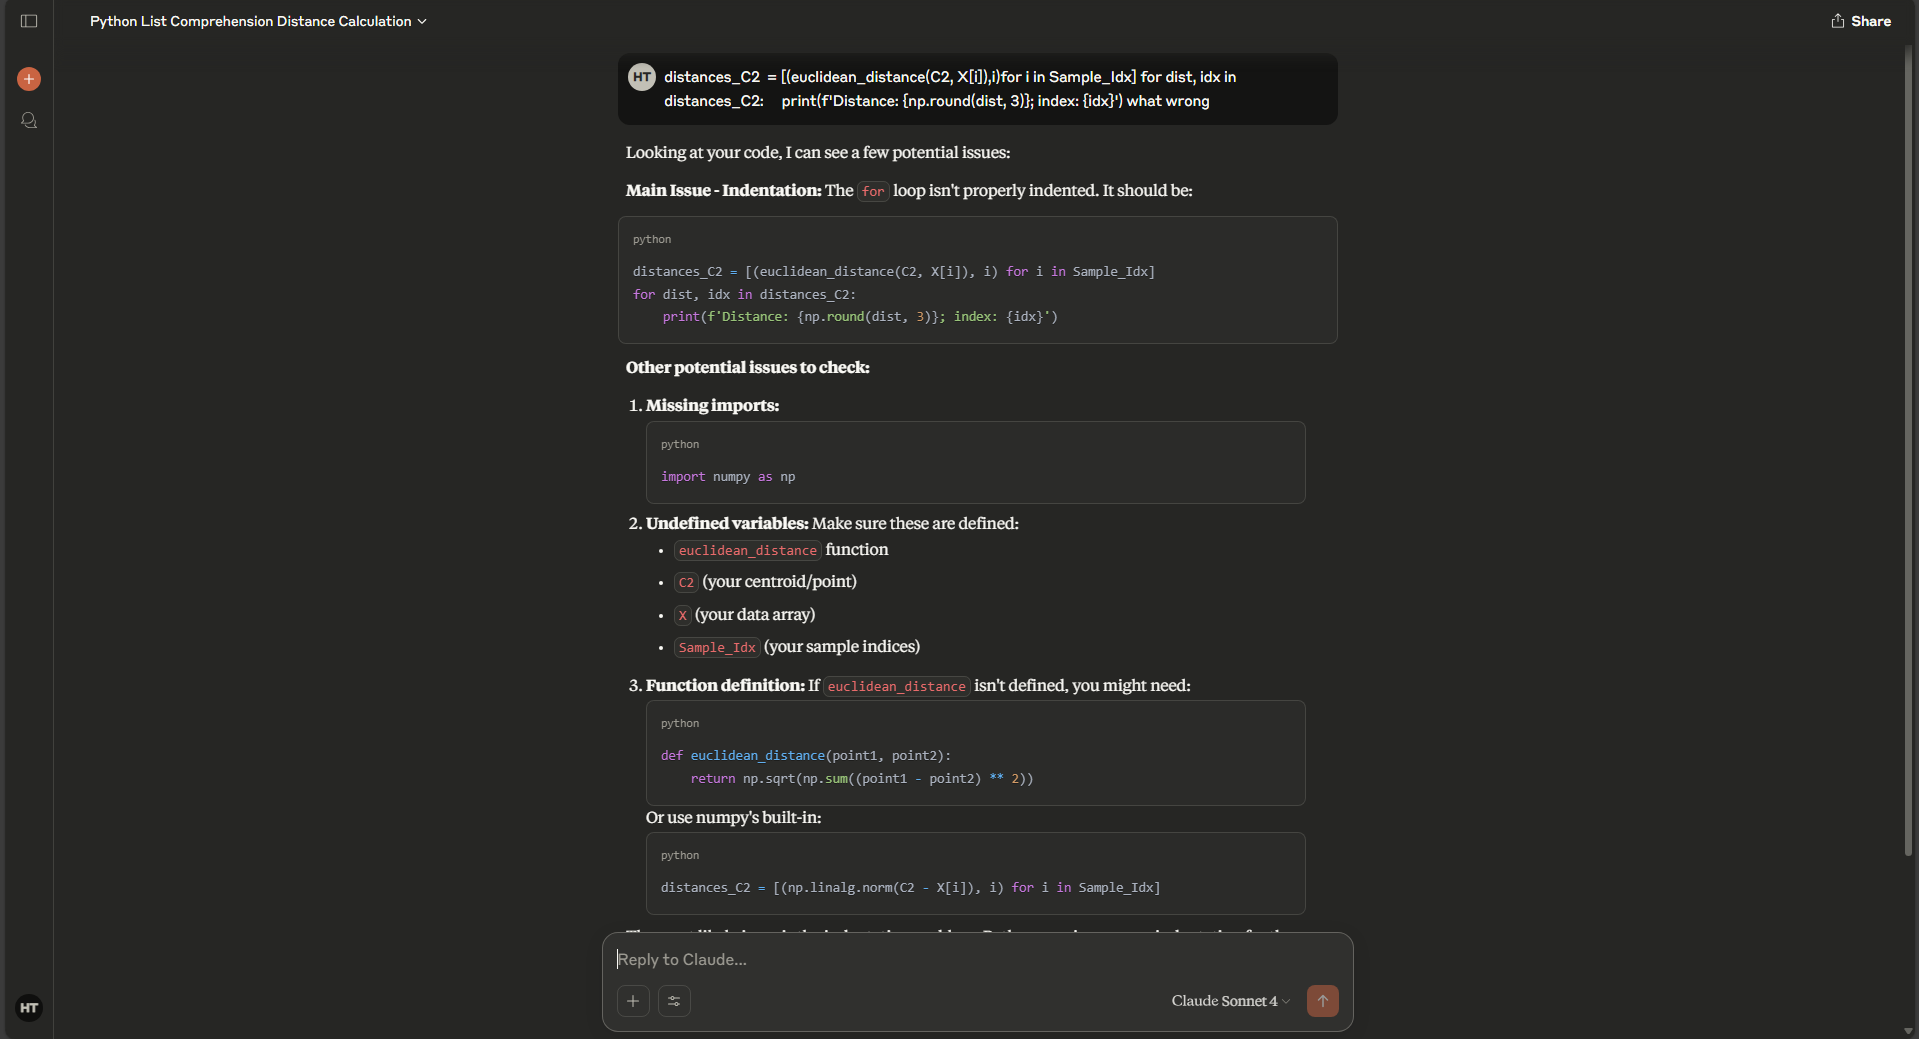 Python List Comprehension Distance Calculation
Share
HT
distances_C2  = [(euclidean_distance(C2, X[i]),i)for i in Sample_Idx] for dist, idx in
distances_C2:    print(f'Distance: {np.round(dist, 3)}; index: {idx}') what wrong
Looking at your code, I can see a few potential issues:
Main Issue - Indentation: The for loop isn't properly indented. It should be:
python
distances_C2 = [(euclidean_distance(C2, X[i]), i) for i in Sample_Idx]
for dist, idx in distances_C2:
    print(f'Distance: {np.round(dist, 3)}; index: {idx}')
Other potential issues to check:
1. Missing imports:
python
import numpy as np
2. Undefined variables: Make sure these are defined:
• euclidean_distance function
• C2 (your centroid/point)
• X (your data array)
• Sample_Idx (your sample indices)
3. Function definition: If euclidean_distance isn't defined, you might need:
python
def euclidean_distance(point1, point2):
    return np.sqrt(np.sum((point1 - point2) ** 2))
Or use numpy's built-in:
python
distances_C2 = [(np.linalg.norm(C2 - X[i]), i) for i in Sample_Idx]
Reply to Claude...
Claude Sonnet 4
HT